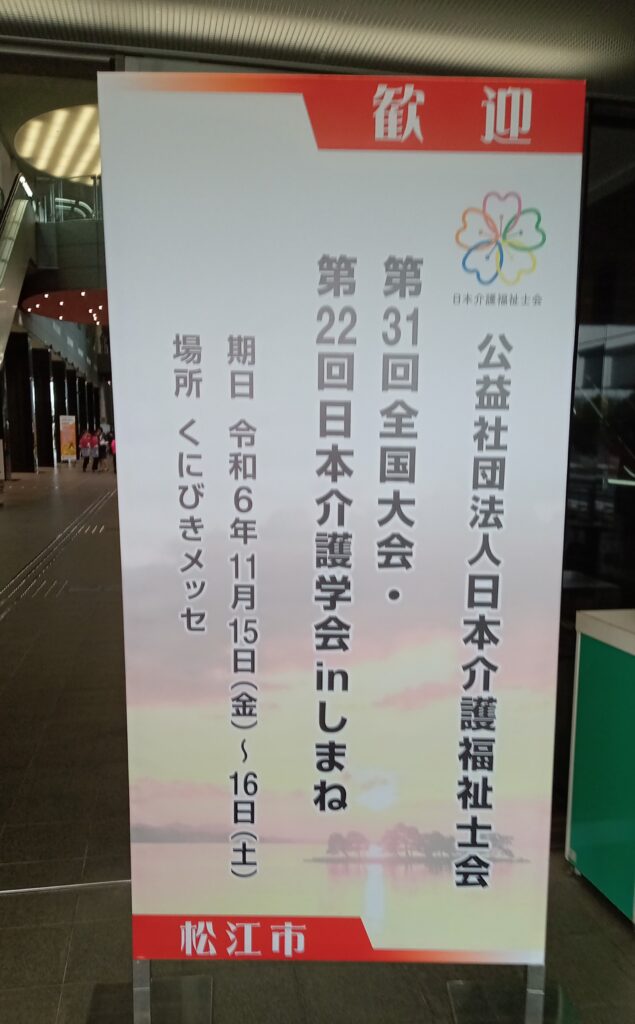 歓迎
日本介護福祉士会
公益社団法人日本介護福祉士会
第31回全国大会・
第22回日本介護学会inしまね
期日 令和6年11月15日(金)～16日(土)
場所 くにびきメッセ
松江市